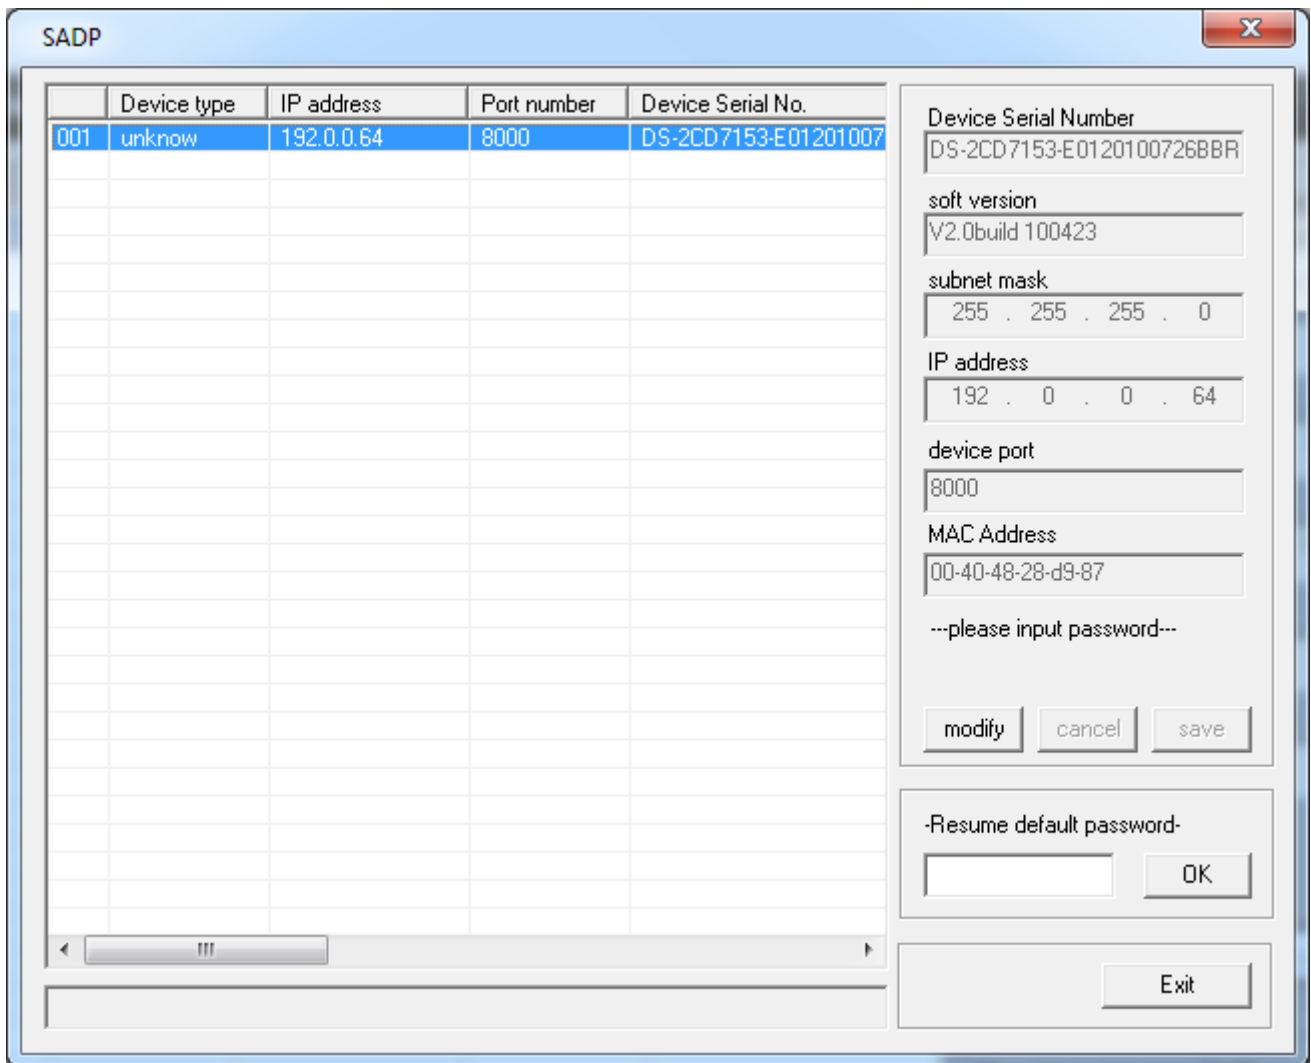 SADP
Device type IP address Port number Device Serial No.
001 unknow 192.0.0.64 8000 DS-2CD7153-E01201007
Device Serial Number
DS-2CD7153-E0120100726BBR
soft version
V2.0build 100423
subnet mask
255 . 255 . 255 . 0
IP address
192 . 0 . 0 . 64
device port
8000
MAC Address
00-40-48-28-d9-87
---please input password---
modify cancel save
-Resume default password-
OK
Exit